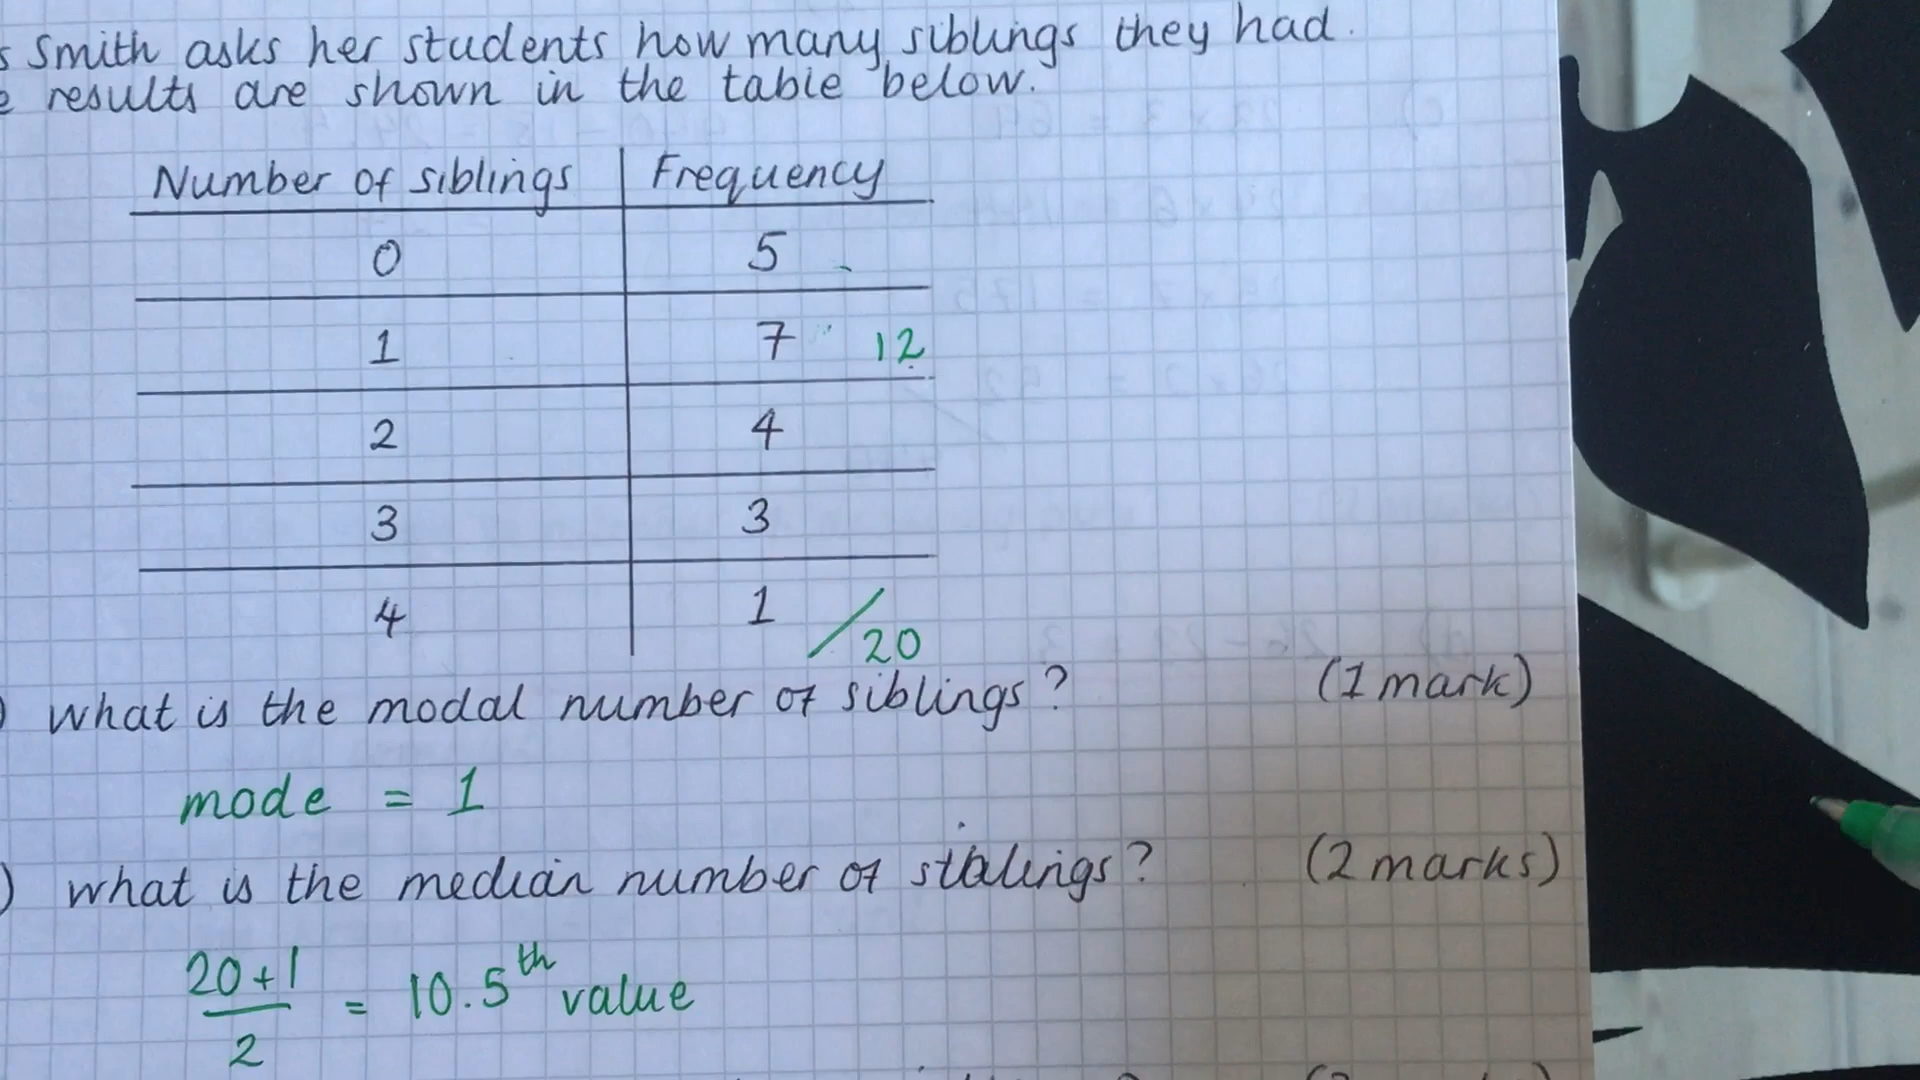 s Smith asks her students how many siblings they had.
e results are shown in the table below.
Number of siblings Frequency
0 5
1 7 12
2 4
3 3
4 1 /20
) what is the modal number of siblings? (1 mark)
mode = 1
) what is the median number of siblings? (2 marks)
20+1
2
= 10.5th value